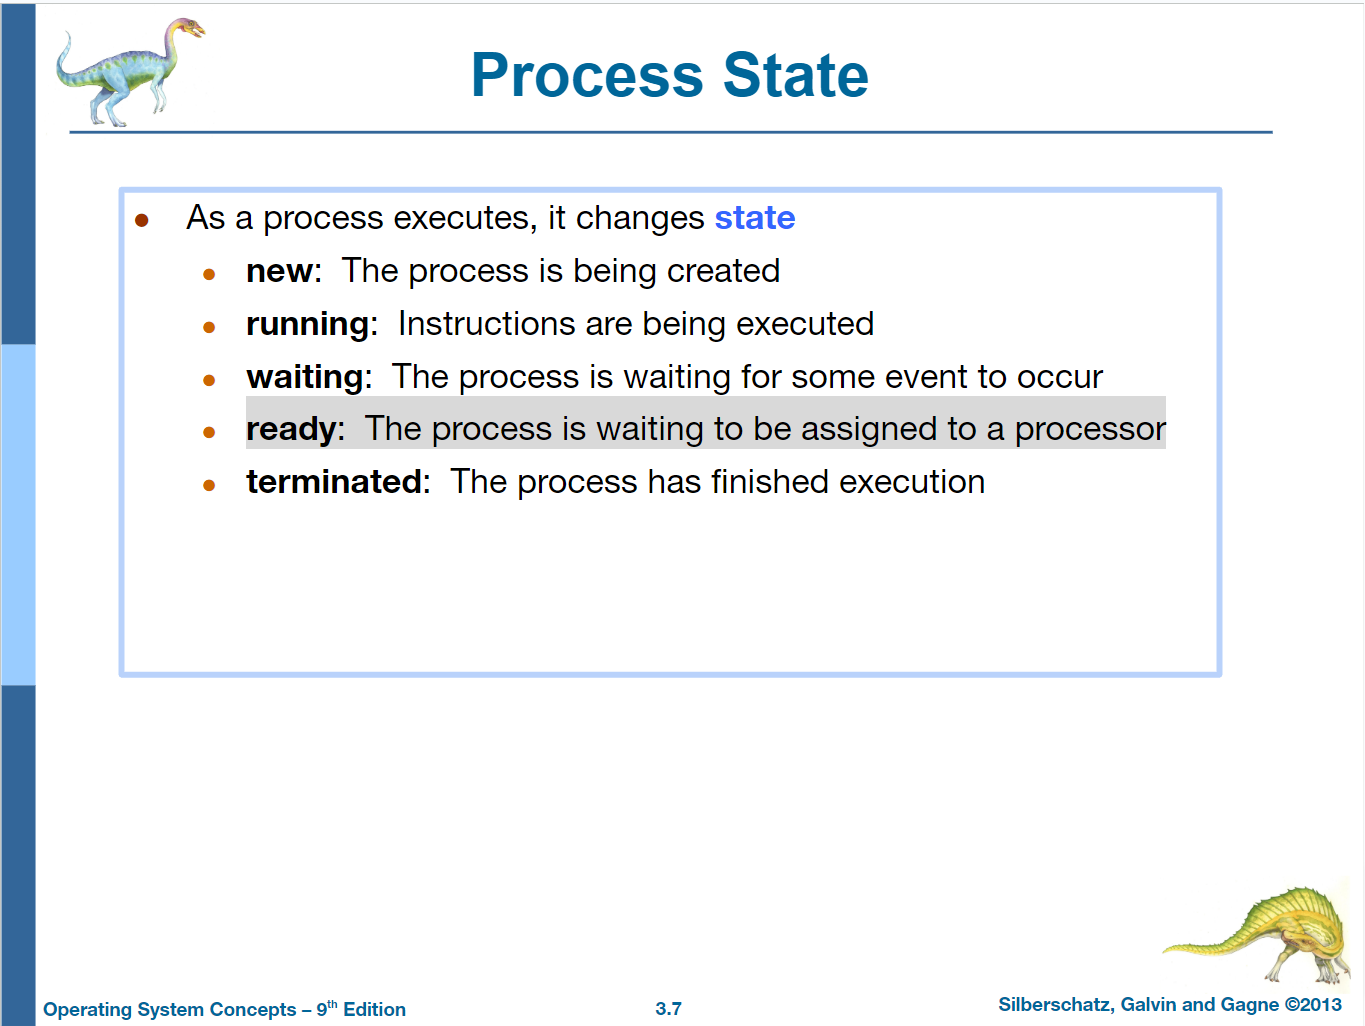 Process State
As a process executes, it changes state
new: The process is being created
running: Instructions are being executed
waiting: The process is waiting for some event to occur
ready: The process is waiting to be assigned to a processor
terminated: The process has finished execution
Operating System Concepts – 9th Edition
3.7
Silberschatz, Galvin and Gagne ©2013